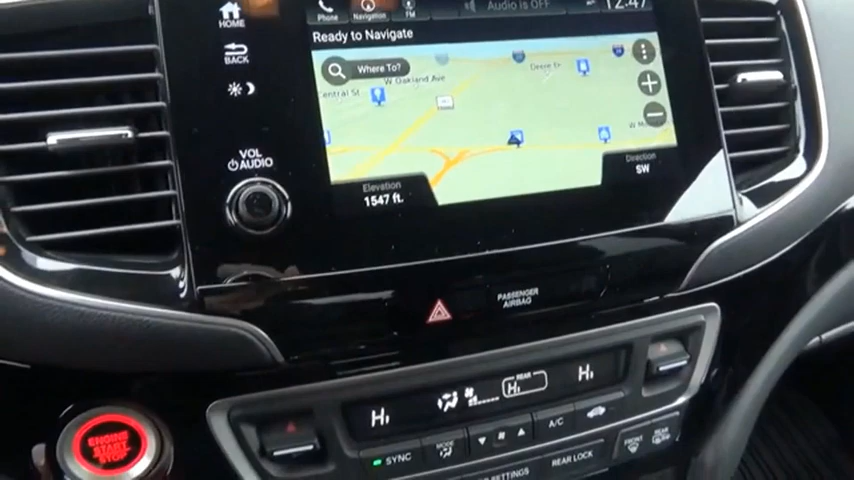 HOME
Phone
Navigation
FM
Audio is OFF
12:47
Ready to Navigate
BACK
Where To?
W Oakland Ave
Central St
Deere Dr
VOL
AUDIO
Elevation
1547 ft.
Direction
SW
PASSENGER
AIRBAG
REAR
Hi
Hi
Hi
ENGINE
START
STOP
SYNC
MODE
A/C
FRONT
REAR
SETTINGS
REAR LOCK